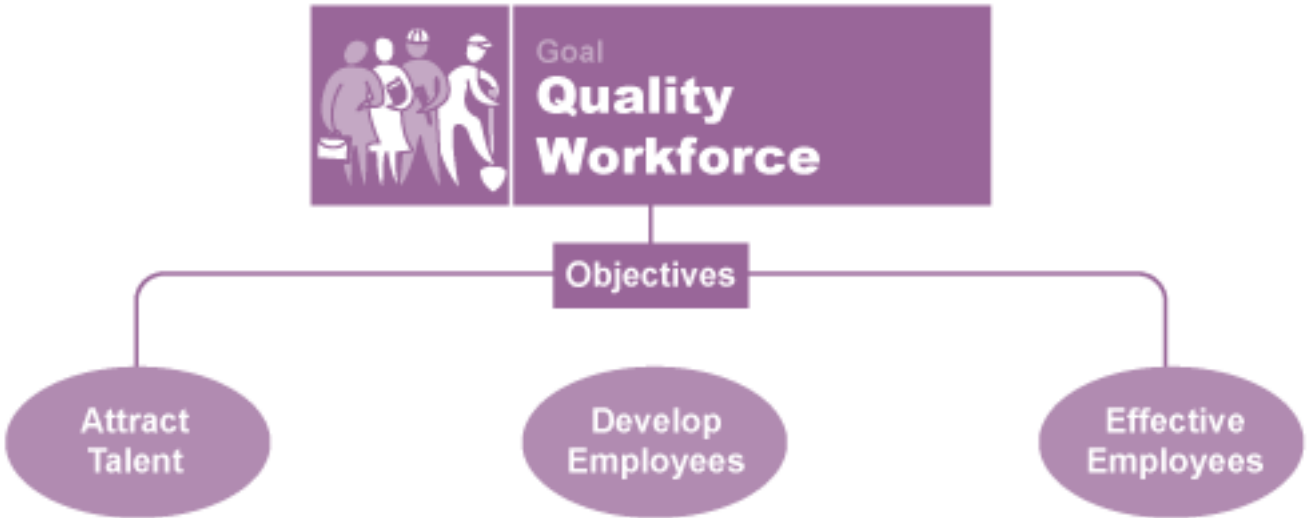 Goal
Quality
Workforce
Objectives
Attract
Talent
Develop
Employees
Effective
Employees